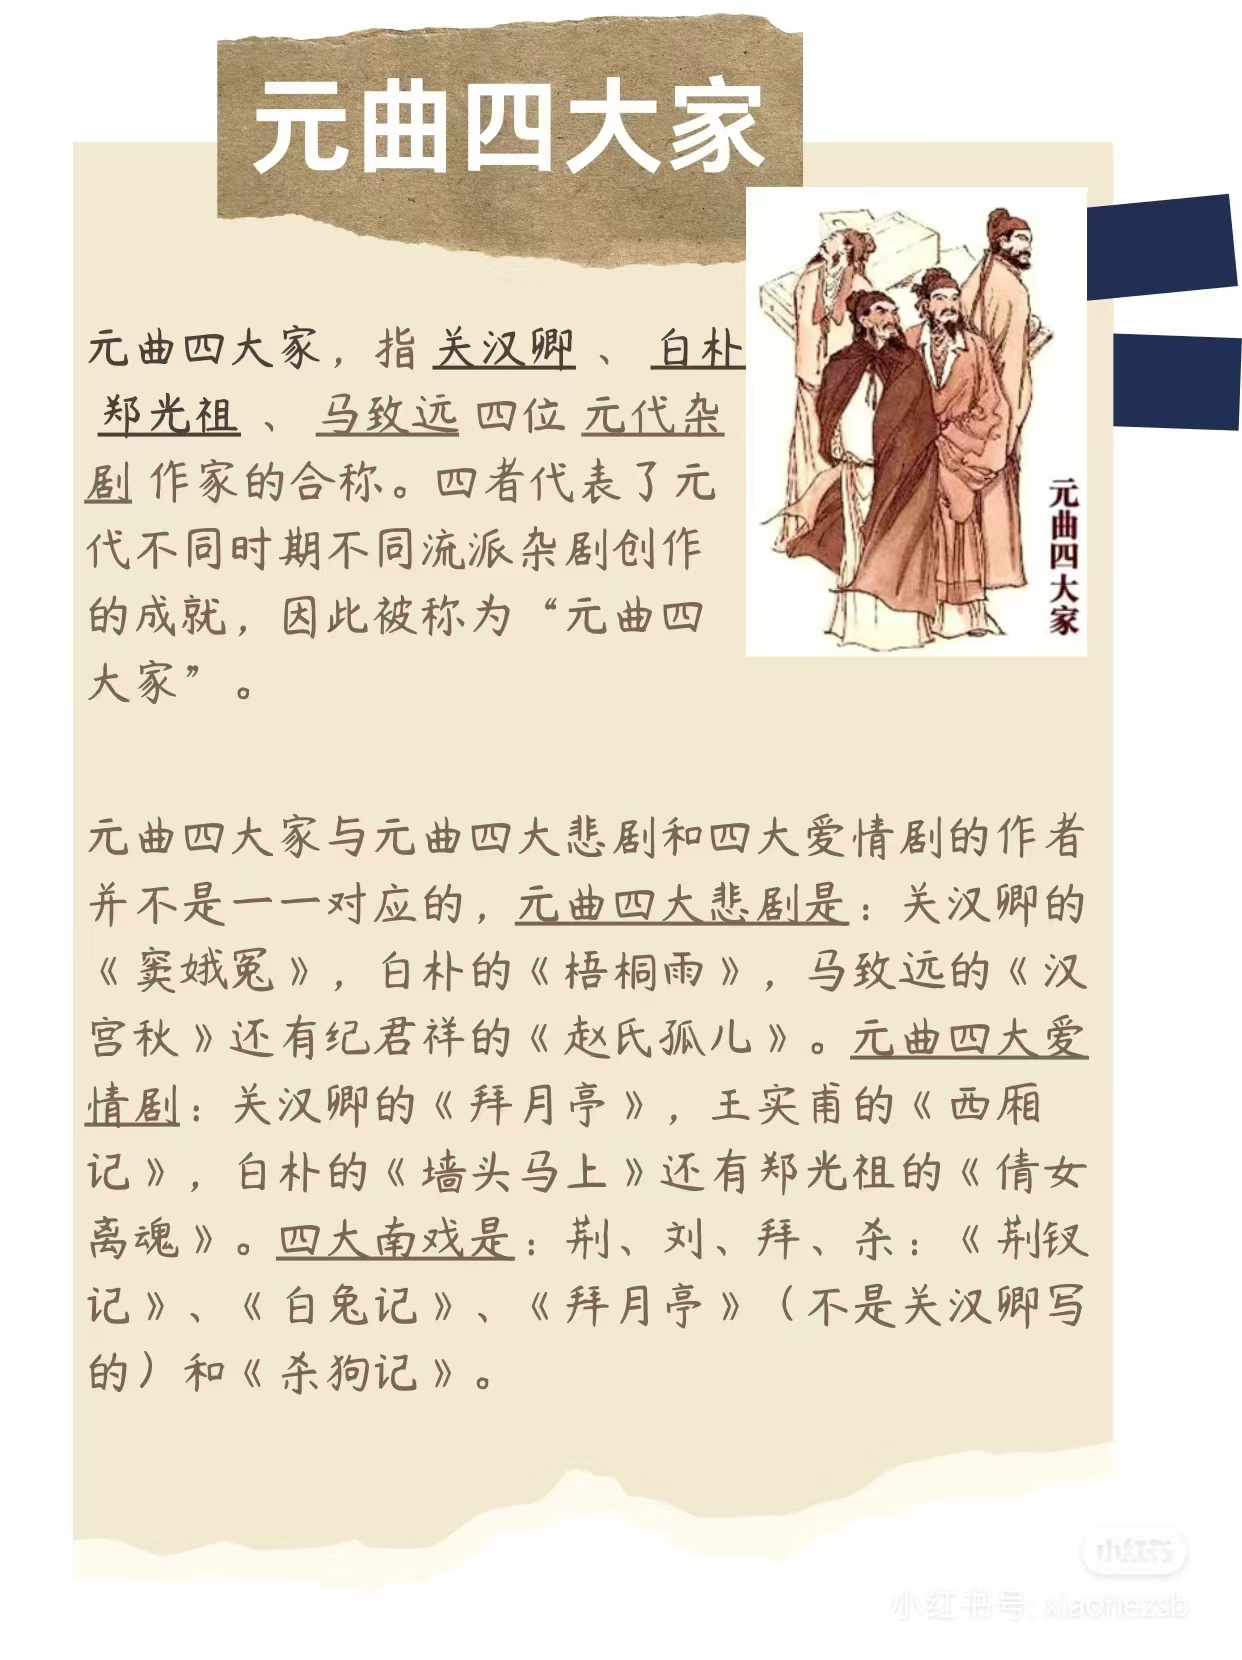 元曲四大家
元曲四大家，指 关汉卿 、 白朴
郑光祖 、 马致远 四位 元代杂
剧 作家的合称。四者代表了元
代不同时期不同流派杂剧创作
的成就，因此被称为“元曲四
大家”。
元曲四大家
元曲四大家与元曲四大悲剧和四大爱情剧的作者
并不是一一对应的，元曲四大悲剧是：关汉卿的
《窦娥冤》，白朴的《梧桐雨》，马致远的《汉
宫秋》还有纪君祥的《赵氏孤儿》。元曲四大爱
情剧：关汉卿的《拜月亭》，王实甫的《西厢
记》，白朴的《墙头马上》还有郑光祖的《倩女
离魂》。四大南戏是：荆、刘、拜、杀：《荆钗
记》、《白兔记》、《拜月亭》（不是关汉卿写
的）和《杀狗记》。
小红书
小红书号: xiaohezsb